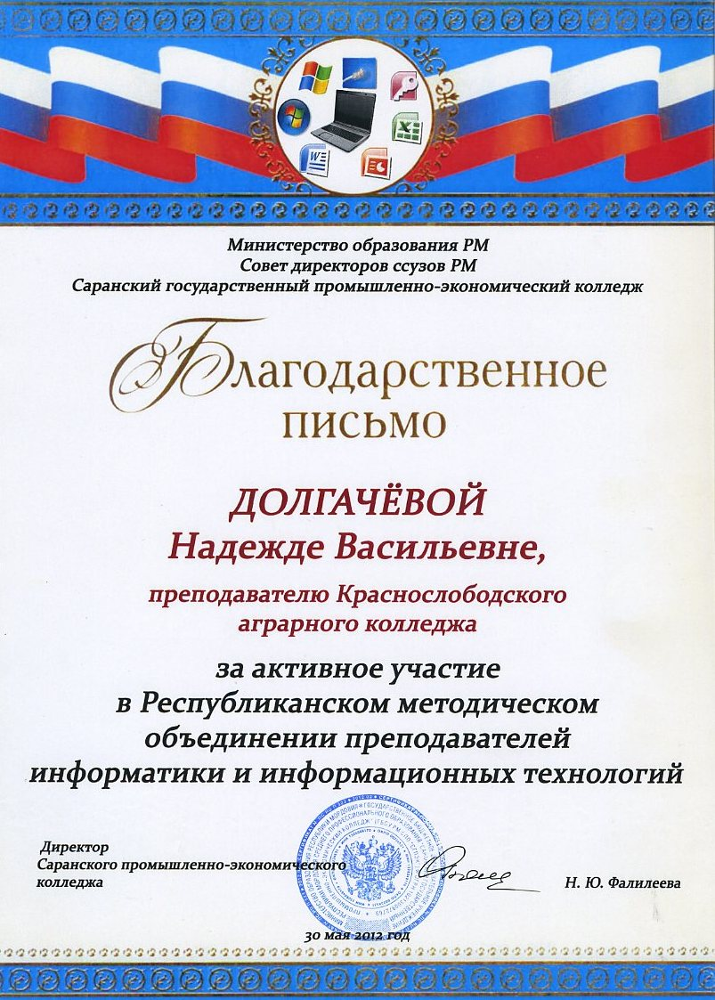 Министерство образования РМ
Совет директоров ссузов РМ
Саранский государственный промышленно-экономический колледж
Благодарственное
письмо
ДОЛГАЧЁВОЙ
Надежде Васильевне,
преподавателю Краснослободского
аграрного колледжа
за активное участие
в Республиканском методическом
объединении преподавателей
информатики и информационных технологий
Директор
Саранского промышленно-экономического
колледжа
Н. Ю. Фалилеева
30 мая 2012 год